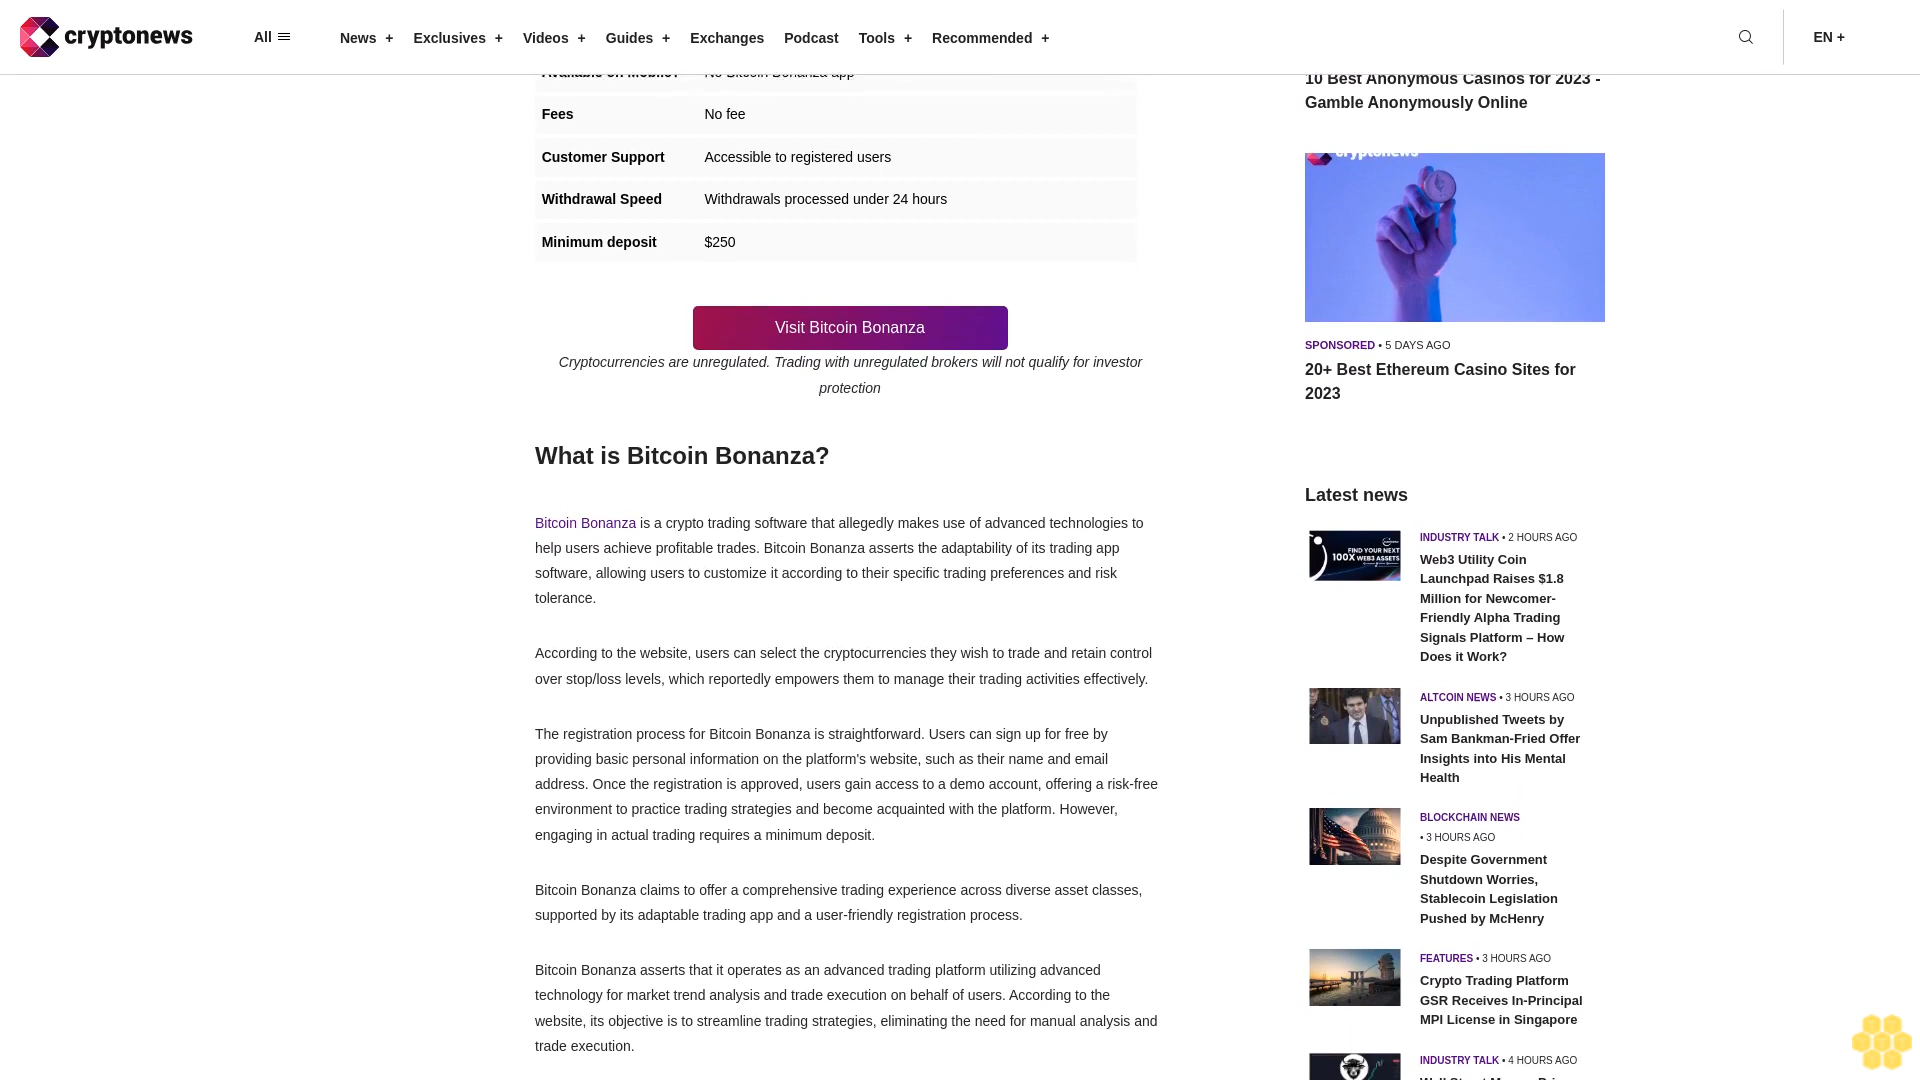 cryptonews
All
News +
Exclusives +
Videos +
Guides +
Exchanges
Podcast
Tools +
Recommended +
EN +
Available on Mobile? No Bitcoin Bonanza app
Fees No fee
Customer Support Accessible to registered users
Withdrawal Speed Withdrawals processed under 24 hours
Minimum deposit $250
Visit Bitcoin Bonanza
Cryptocurrencies are unregulated. Trading with unregulated brokers will not qualify for investor
protection
What is Bitcoin Bonanza?
Bitcoin Bonanza is a crypto trading software that allegedly makes use of advanced technologies to
help users achieve profitable trades. Bitcoin Bonanza asserts the adaptability of its trading app
software, allowing users to customize it according to their specific trading preferences and risk
tolerance.
According to the website, users can select the cryptocurrencies they wish to trade and retain control
over stop/loss levels, which reportedly empowers them to manage their trading activities effectively.
The registration process for Bitcoin Bonanza is straightforward. Users can sign up for free by
providing basic personal information on the platform's website, such as their name and email
address. Once the registration is approved, users gain access to a demo account, offering a risk-free
environment to practice trading strategies and become acquainted with the platform. However,
engaging in actual trading requires a minimum deposit.
Bitcoin Bonanza claims to offer a comprehensive trading experience across diverse asset classes,
supported by its adaptable trading app and a user-friendly registration process.
Bitcoin Bonanza asserts that it operates as an advanced trading platform utilizing advanced
technology for market trend analysis and trade execution on behalf of users. According to the
website, its objective is to streamline trading strategies, eliminating the need for manual analysis and
trade execution.
10 Best Anonymous Casinos for 2023 -
Gamble Anonymously Online
cryptonews
SPONSORED • 5 DAYS AGO
20+ Best Ethereum Casino Sites for
2023
Latest news
FIND YOUR NEXT
100X WEB3 ASSETS
INDUSTRY TALK • 2 HOURS AGO
Web3 Utility Coin
Launchpad Raises $1.8
Million for Newcomer-
Friendly Alpha Trading
Signals Platform – How
Does it Work?
ALTCOIN NEWS • 3 HOURS AGO
Unpublished Tweets by
Sam Bankman-Fried Offer
Insights into His Mental
Health
BLOCKCHAIN NEWS
• 3 HOURS AGO
Despite Government
Shutdown Worries,
Stablecoin Legislation
Pushed by McHenry
FEATURES • 3 HOURS AGO
Crypto Trading Platform
GSR Receives In-Principal
MPI License in Singapore
INDUSTRY TALK • 4 HOURS AGO